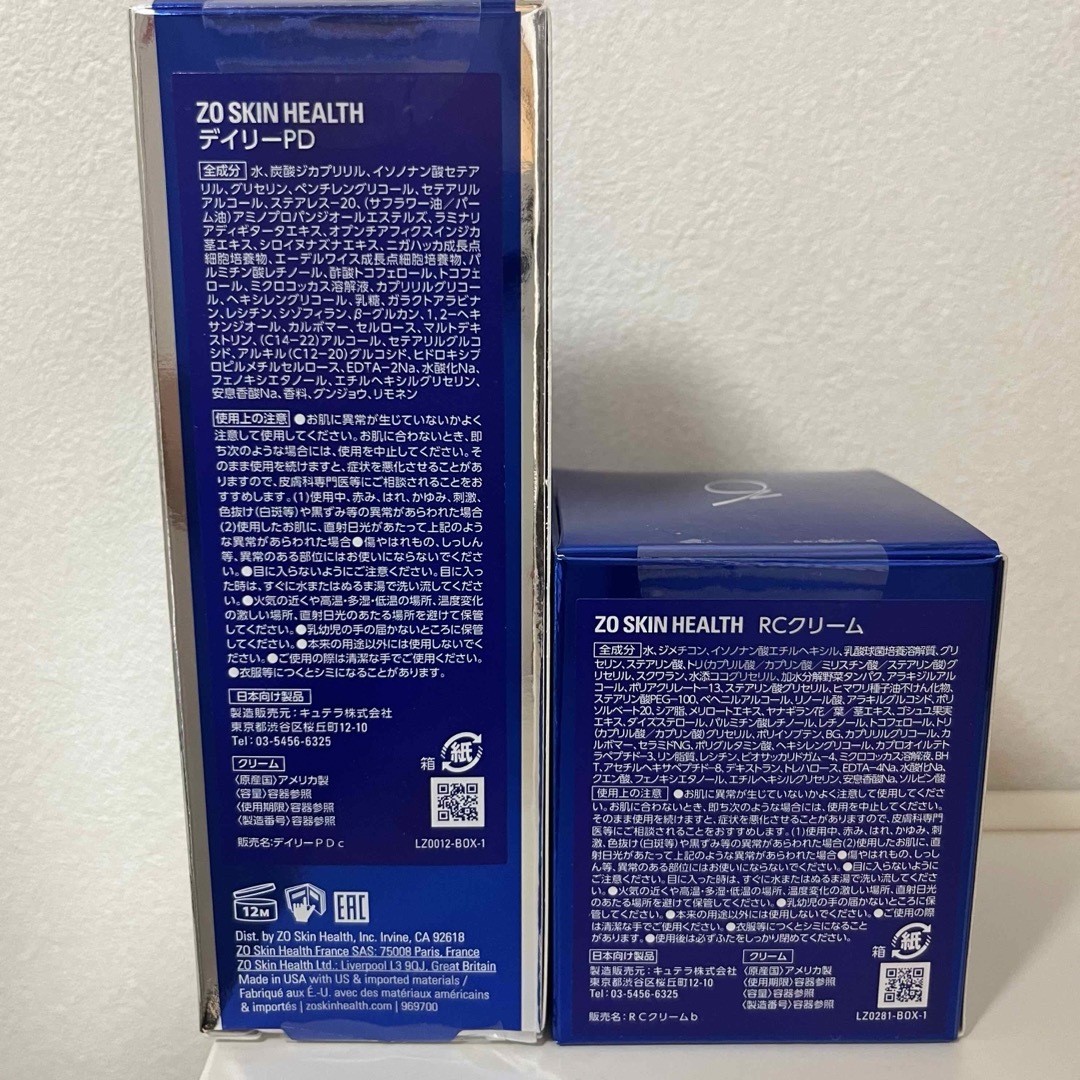 ZO SKIN HEALTH
デイリーPD
全成分 水、炭酸ジカプリリル、イソノナン酸セテア
リル、グリセリン、ペンチレングリコール、セテアリル
アルコール、ステアレス-20、(サフラワー油／パー
ム油)アミノプロパンジオールエステルズ、ラミナリ
アディギタータエキス、オプンチアフィクスインジカ
茎エキス、シロイヌナズナエキス、ニガハッカ成長点
細胞培養物、エーデルワイス成長点細胞培養物、パ
ルミチン酸レチノール、酢酸トコフェロール、トコフェ
ロール、ミクロコッカス溶解液、カプリリルグリコー
ル、ヘキシレングリコール、乳糖、ガラクトアラビナ
ン、レシチン、シゾフィラン、β-グルカン、1,2-ヘキ
サンジオール、カルボマー、セルロース、マルトデキ
ストリン、(C14-22)アルコール、セテアリルグルコ
シド、アルキル(C12-20)グルコシド、ヒドロキシプ
ロピルメチルセルロース、EDTA-2Na、水酸化Na、
フェノキシエタノール、エチルヘキシルグリセリン、
安息香酸Na、香料、グンジョウ、リモネン
使用上の注意 ●お肌に異常が生じていないかよく
注意して使用してください。お肌に合わないとき、即
ち次のような場合には、使用を中止してください。そ
のまま使用を続けますと、症状を悪化させることがあ
りますので、皮膚科専門医等にご相談されることをお
すすめします。(1)使用中、赤み、はれ、かゆみ、刺激、
色抜け(白斑等)や黒ずみ等の異常があらわれた場合
(2)使用したお肌に、直射日光があたって上記のよう
な異常があらわれた場合●傷やはれもの、しっしん
等、異常のある部位にはお使いにならないでくださ
い。●目に入らないようにご注意ください。目に入っ
た時は、すぐに水またはぬるま湯で洗い流してくださ
い。●火気の近くや高温・多湿・低温の場所、温度変化
の激しい場所、直射日光のあたる場所を避けて保管
してください。●乳幼児の手の届かないところに保管
してください。●本来の用途以外には使用しないでく
ださい。●ご使用の際は清潔な手でご使用ください。
●衣服等につくとシミになることがあります。
日本向け製品
製造販売元：キュテラ株式会社
東京都渋谷区桜丘町12-10
Tel：03-5456-6325
箱 紙
クリーム
〈原産国〉アメリカ製
〈容量〉容器参照
〈使用期限〉容器参照
〈製造番号〉容器参照
販売名：デイリーPDc
LZ0012-BOX-1
12M
EAC
Dist. by ZO Skin Health, Inc. Irvine, CA 92618
ZO Skin Health France SAS: 75008 Paris, France
ZO Skin Health Ltd.: Liverpool L3 9QJ, Great Britain
Made in USA with US & imported materials /
Fabriqué aux É.-U. avec des matériaux américains
& importés | zoskinhealth.com | 969700
ZO SKIN HEALTH RCクリーム
全成分 水、ジメチコン、イソノナン酸エチルヘキシル、乳酸球菌培養溶解質、グリ
セリン、ステアリン酸、トリ(カプリル酸／カプリン酸／ミリスチン酸／ステアリン酸)グ
リセリル、スクワラン、水添ココグリセリル、加水分解野菜タンパク、アラキジルアル
コール、ポリアクリレート-13、ステアリン酸グリセリル、ヒマワリ種子油不けん化物、
ステアリン酸PEG-100、ベヘニルアルコール、リノール酸、アラキルグルコシド、ポリ
ソルベート20、シア脂、メリロートエキス、ヤナギラン花／葉／茎エキス、ゴシュユ果実
エキス、ダイズステロール、パルミチン酸レチノール、レチノール、トコフェロール、トリ
(カプリル酸／カプリン酸)グリセリル、ポリイソブテン、BG、カプリリルグリコール、カ
ルボマー、セラミドNG、ポリグルタミン酸、ヘキシレングリコール、カプロオイルテト
ラペプチド-3、リン脂質、レシチン、ビオサッカリドガム-4、ミクロコッカス溶解液、BH
T、アセチルヘキサペプチド-8、デキストラン、トレハロース、EDTA-4Na、水酸化Na、
クエン酸、フェノキシエタノール、エチルヘキシルグリセリン、安息香酸Na、ソルビン酸
使用上の注意 ●お肌に異常が生じていないかよく注意して使用してくださ
い。お肌に合わないとき、即ち次のような場合には、使用を中止してください。
そのまま使用を続けますと、症状を悪化させることがありますので、皮膚科専門
医等にご相談されることをおすすめします。(1)使用中、赤み、はれ、かゆみ、刺
激、色抜け(白斑等)や黒ずみ等の異常があらわれた場合(2)使用したお肌に、直
射日光があたって上記のような異常があらわれた場合●傷やはれもの、しっし
ん等、異常のある部位にはお使いにならないでください。●目に入らないように
ご注意ください。目に入った時は、すぐに水またはぬるま湯で洗い流してくださ
い。●火気の近くや高温・多湿・低温の場所、温度変化の激しい場所、直射日光
のあたる場所を避けて保管してください。●乳幼児の手の届かないところに保
管してください。●本来の用途以外には使用しないでください。●ご使用の際
は清潔な手でご使用ください。●衣服等につくとシミになること
があります。●使用後は必ずふたをしっかり閉めてください。
日本向け製品
製造販売元：キュテラ株式会社
東京都渋谷区桜丘町12-10
Tel：03-5456-6325
クリーム
〈原産国〉アメリカ製
〈使用期限〉容器参照
〈容量〉容器参照
〈製造番号〉容器参照
箱 紙
販売名：RCクリームb
LZ0281-BOX-1